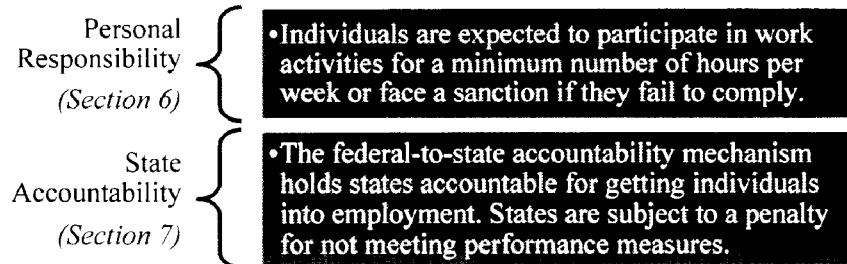 Personal
Responsibility
(Section 6)
•Individuals are expected to participate in work
activities for a minimum number of hours per
week or face a sanction if they fail to comply.
State
Accountability
(Section 7)
•The federal-to-state accountability mechanism
holds states accountable for getting individuals
into employment. States are subject to a penalty
for not meeting performance measures.